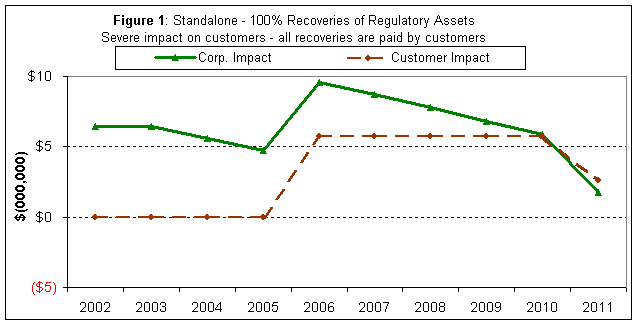 Figure 1: Standalone - 100% Recoveries of Regulatory Assets
Severe impact on customers - all recoveries are paid by customers
Corp. Impact Customer Impact
$(000,000)
$10
$5
$0
($5)
2002 2003 2004 2005 2006 2007 2008 2009 2010 2011